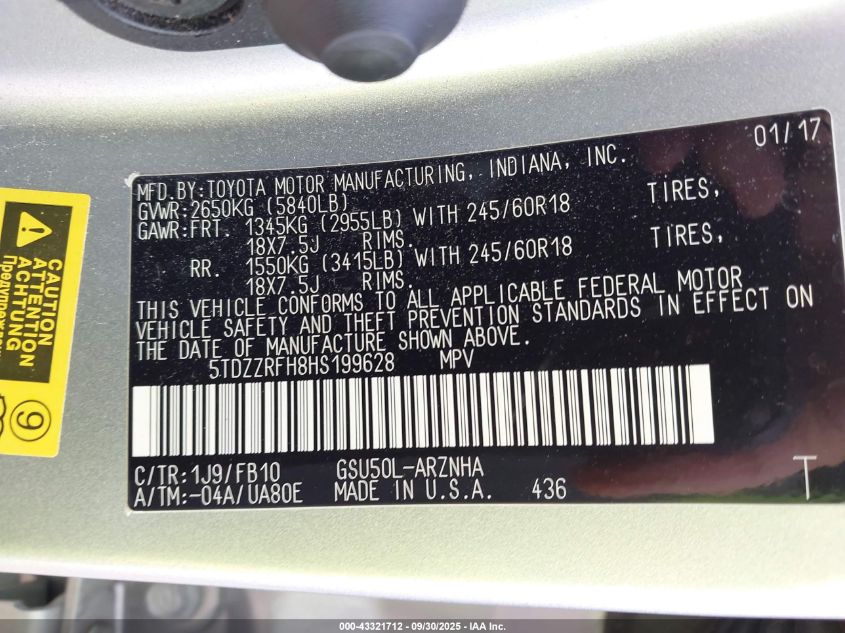 01/17
MFD.BY:TOYOTA MOTOR MANUFACTURING, INDIANA, INC.
GVWR:2650KG (5840LB)
GAWR:FRT. 1345KG (2955LB) WITH 245/60R18 TIRES,
18X7.5J RIMS.
RR. 1550KG (3415LB) WITH 245/60R18 TIRES,
18X7.5J RIMS.
THIS VEHICLE CONFORMS TO ALL APPLICABLE FEDERAL MOTOR
VEHICLE SAFETY AND THEFT PREVENTION STANDARDS IN EFFECT ON
THE DATE OF MANUFACTURE SHOWN ABOVE.
5TDZZRFH8HS199628 MPV
C/TR:1J9/FB10 GSU50L-ARZNHA
A/TM:-04A/UA80E MADE IN U.S.A. 436 T
CAUTION
ATTENTION
ACHTUNG
9
000-43321712 — 09/30/2025 — IAA Inc.